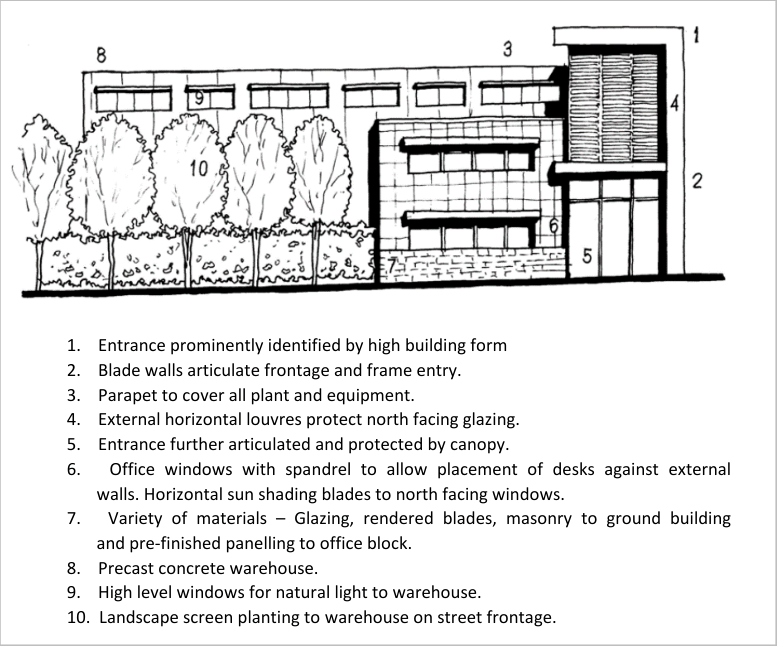 8
3
1
9
4
10
2
6
5
7
1. Entrance prominently identified by high building form
2. Blade walls articulate frontage and frame entry.
3. Parapet to cover all plant and equipment.
4. External horizontal louvres protect north facing glazing.
5. Entrance further articulated and protected by canopy.
6. Office windows with spandrel to allow placement of desks against external
walls. Horizontal sun shading blades to north facing windows.
7. Variety of materials – Glazing, rendered blades, masonry to ground building
and pre-finished panelling to office block.
8. Precast concrete warehouse.
9. High level windows for natural light to warehouse.
10. Landscape screen planting to warehouse on street frontage.